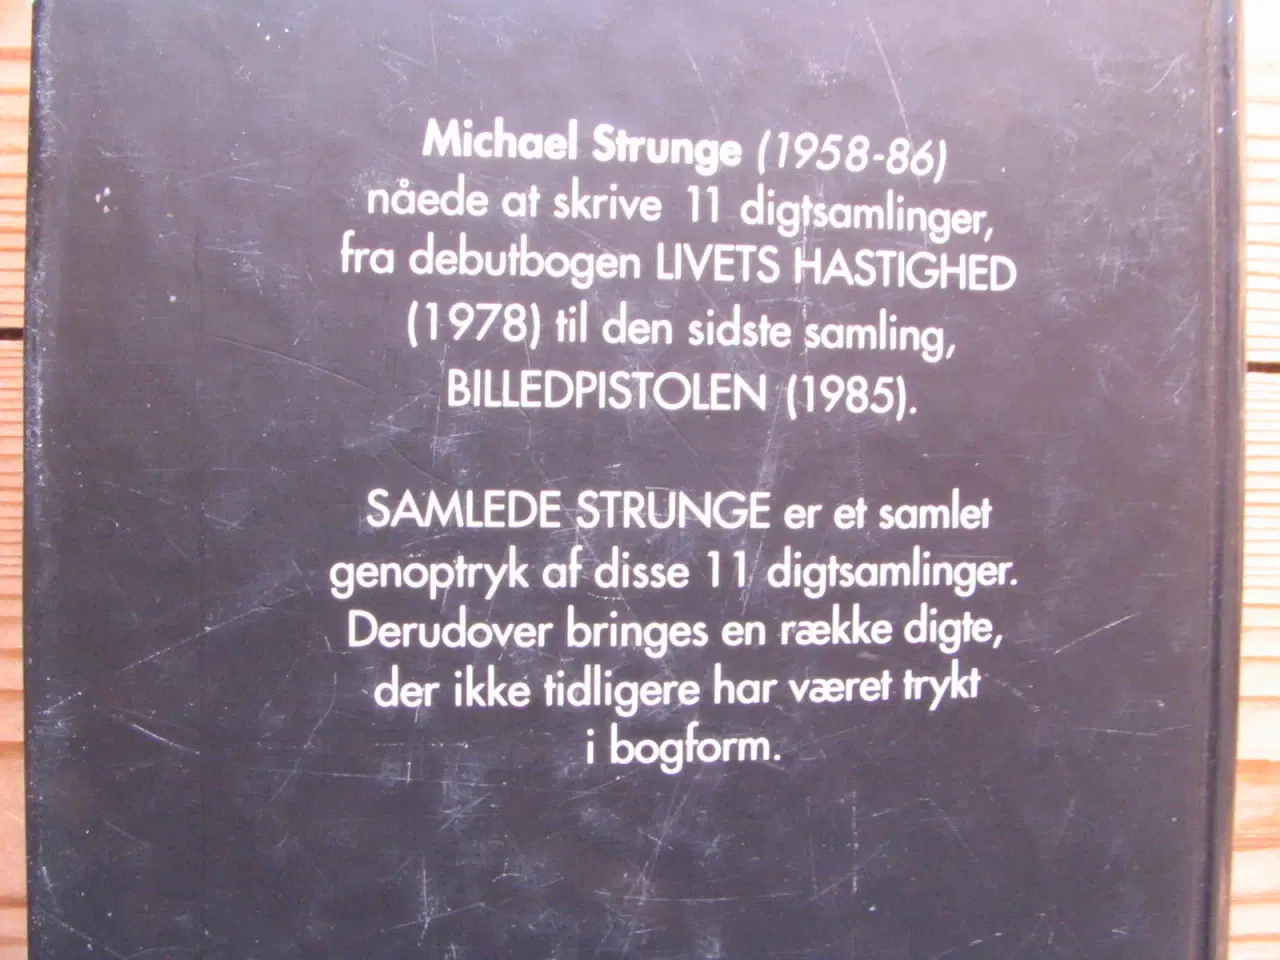 Michael Strunge (1958-86)
nåede at skrive 11 digtsamlinger,
fra debutbogen LIVETS HASTIGHED
(1978) til den sidste samling,
BILLEDPISTOLEN (1985).
SAMLEDE STRUNGE er et samlet
genoptryk af disse 11 digtsamlinger.
Derudover bringes en række digte,
der ikke tidligere har været trykt
i bogform.